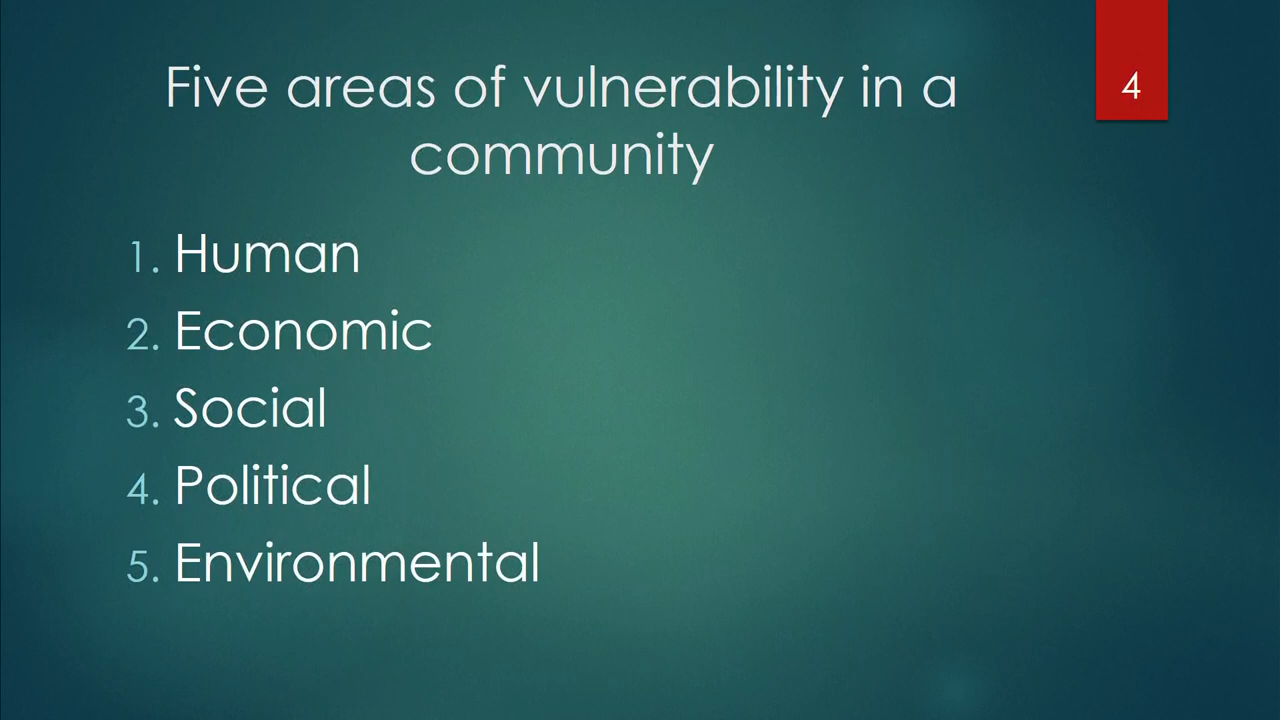 Five areas of vulnerability in a
community
4
1. Human
2. Economic
3. Social
4. Political
5. Environmental